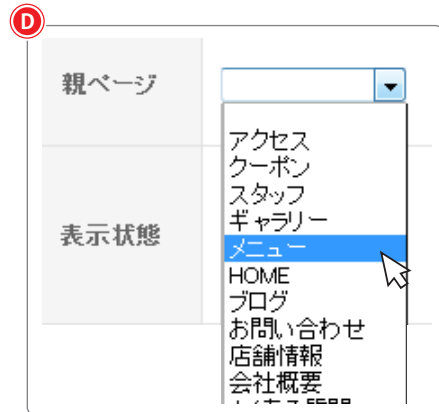 D
親ページ
アクセス
クーポン
スタッフ
ギャラリー
表示状態
メニュー
HOME
ブログ
お問い合わせ
店舗情報
会社概要